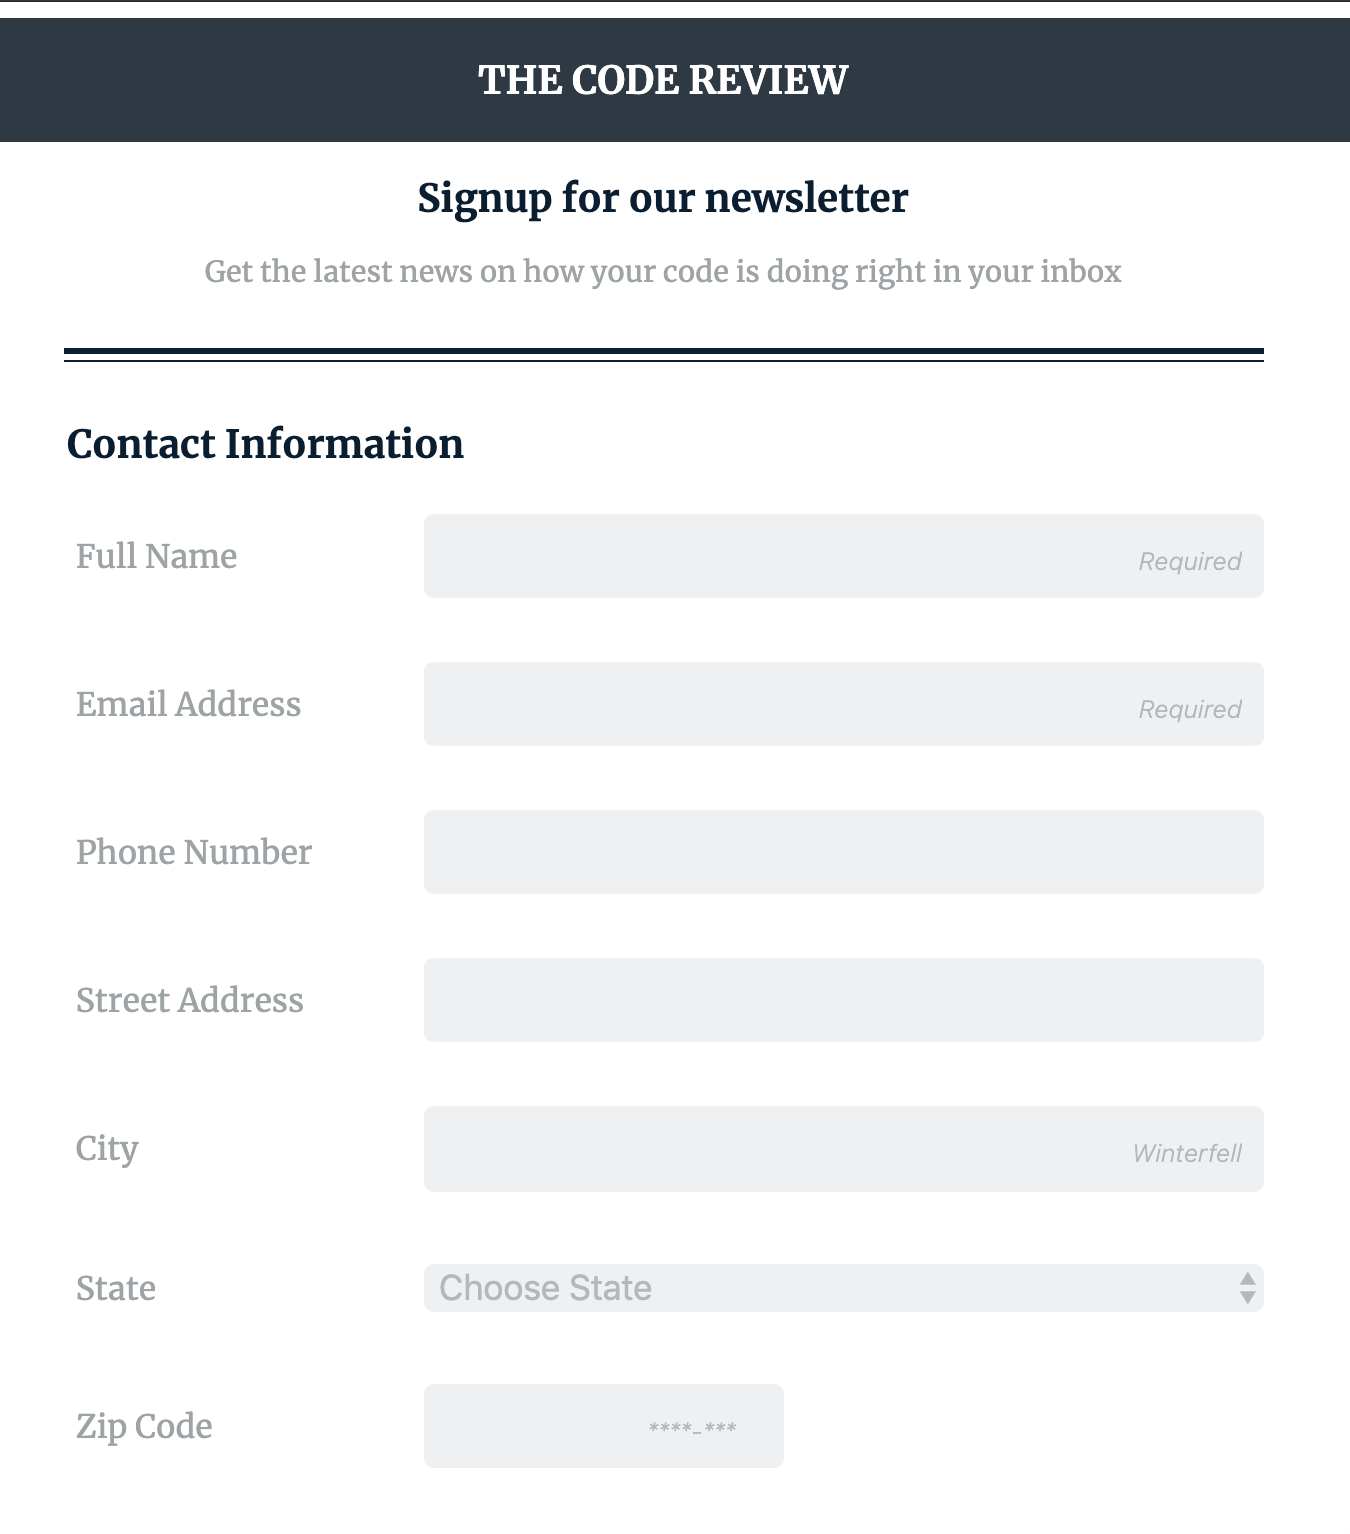 THE CODE REVIEW
Signup for our newsletter
Get the latest news on how your code is doing right in your inbox
Contact Information
Full Name
Required
Email Address
Required
Phone Number
Street Address
City
Winterfell
State
Choose State
Zip Code
****-***